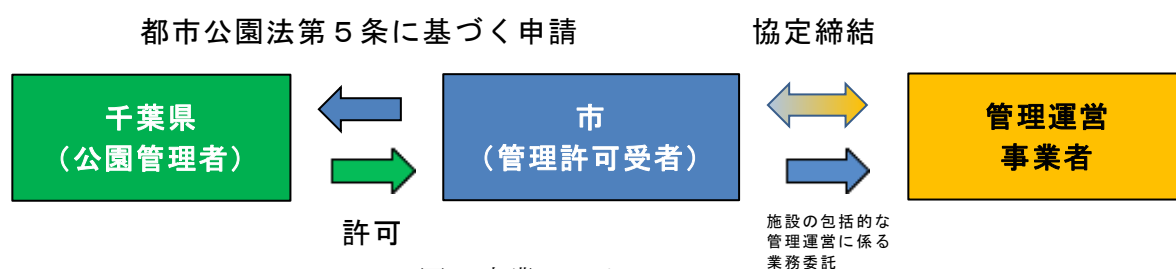 都市公園法第５条に基づく申請
協定締結
千葉県
（公園管理者）
市
（管理許可受者）
管理運営
事業者
許可
施設の包括的な
管理運営に係る
業務委託